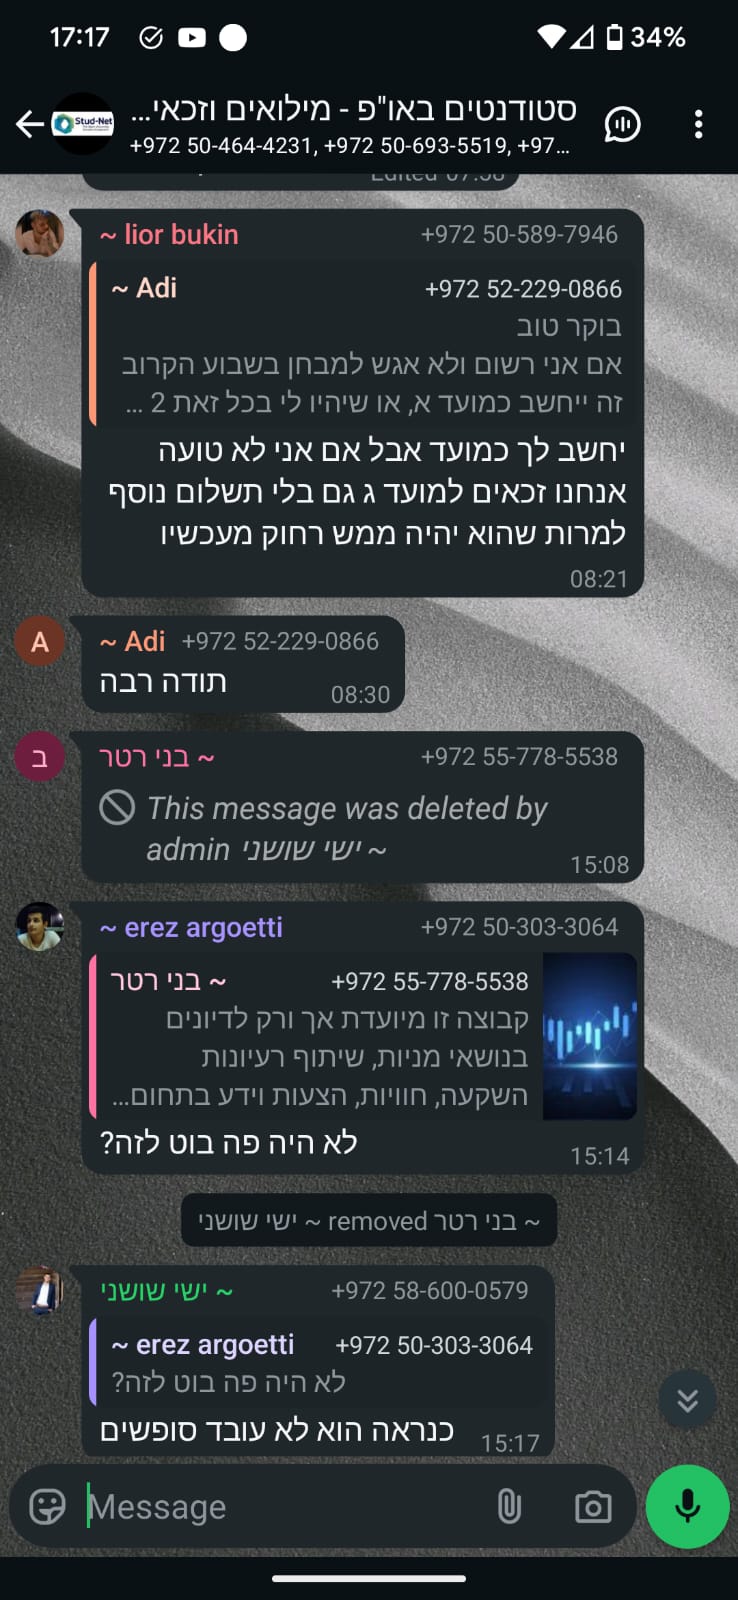 17:17
34%
סטודנטים באו"פ - מילואים וזכאי...
Stud-Net
+972 50-464-4231, +972 50-693-5519, +97...
Edited 07:58
~ lior bukin +972 50-589-7946
~ Adi +972 52-229-0866
בוקר טוב
אם אני רשום ולא אגש למבחן בשבוע הקרוב
זה ייחשב כמועד א, או שיהיו לי בכל זאת 2 ...
יחשב לך כמועד אבל אם אני לא טועה
אנחנו זכאים למועד ג גם בלי תשלום נוסף
למרות שהוא יהיה ממש רחוק מעכשיו
08:21
A
~ Adi +972 52-229-0866
תודה רבה
08:30
ב
~ בני רטר +972 55-778-5538
This message was deleted by
admin ~ ישי שושני
15:08
~ erez argoetti +972 50-303-3064
~ בני רטר +972 55-778-5538
קבוצה זו מיועדת אך ורק לדיונים
בנושאי מניות, שיתוף רעיונות
השקעה, חוויות, הצעות וידע בתחום...
לא היה פה בוט לזה?
15:14
~ ישי שושני removed ~ בני רטר
~ ישי שושני +972 58-600-0579
~ erez argoetti +972 50-303-3064
לא היה פה בוט לזה?
כנראה הוא לא עובד סופשים
15:17
Message